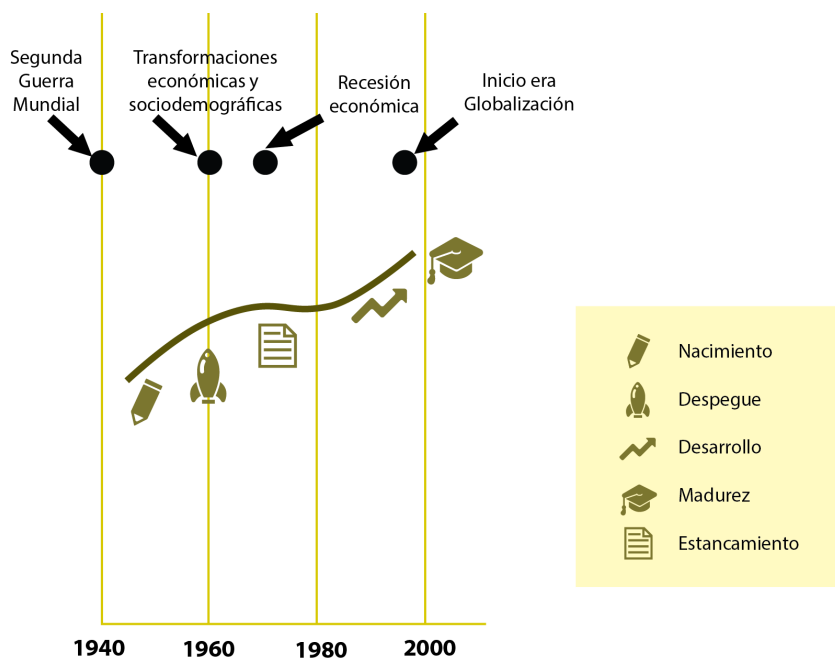 Segunda
Guerra
Mundial
Transformaciones
económicas y
sociodemográficas
Recesión
económica
Inicio era
Globalización
Nacimiento
Despegue
Desarrollo
Madurez
Estancamiento
1940
1960
1980
2000